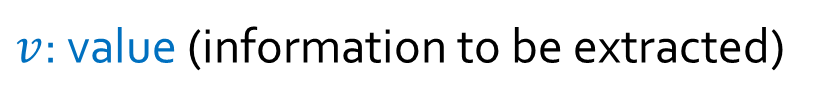 v: value (information to be extracted)